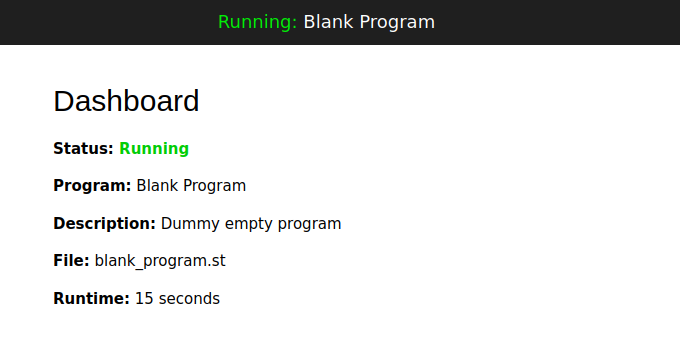 Running: Blank Program
Dashboard
Status: Running
Program: Blank Program
Description: Dummy empty program
File: blank_program.st
Runtime: 15 seconds